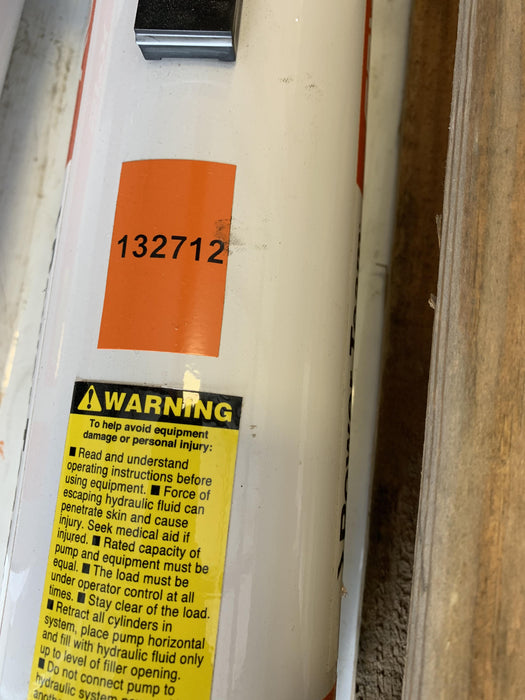 132712
WARNING
To help avoid equipment
damage or personal injury:
■ Read and understand
operating instructions before
using equipment. ■ Force of
escaping hydraulic fluid can
penetrate skin and cause
injury. Seek medical aid if
injured. ■ Rated capacity of
pump and equipment must be
equal. ■ The load must be
under operator control at all
times. ■ Stay clear of the load.
■ Retract all cylinders in
system, place pump horizontal
and fill with hydraulic fluid only
up to level of filler opening.
■ Do not connect pump to
hydraulic system